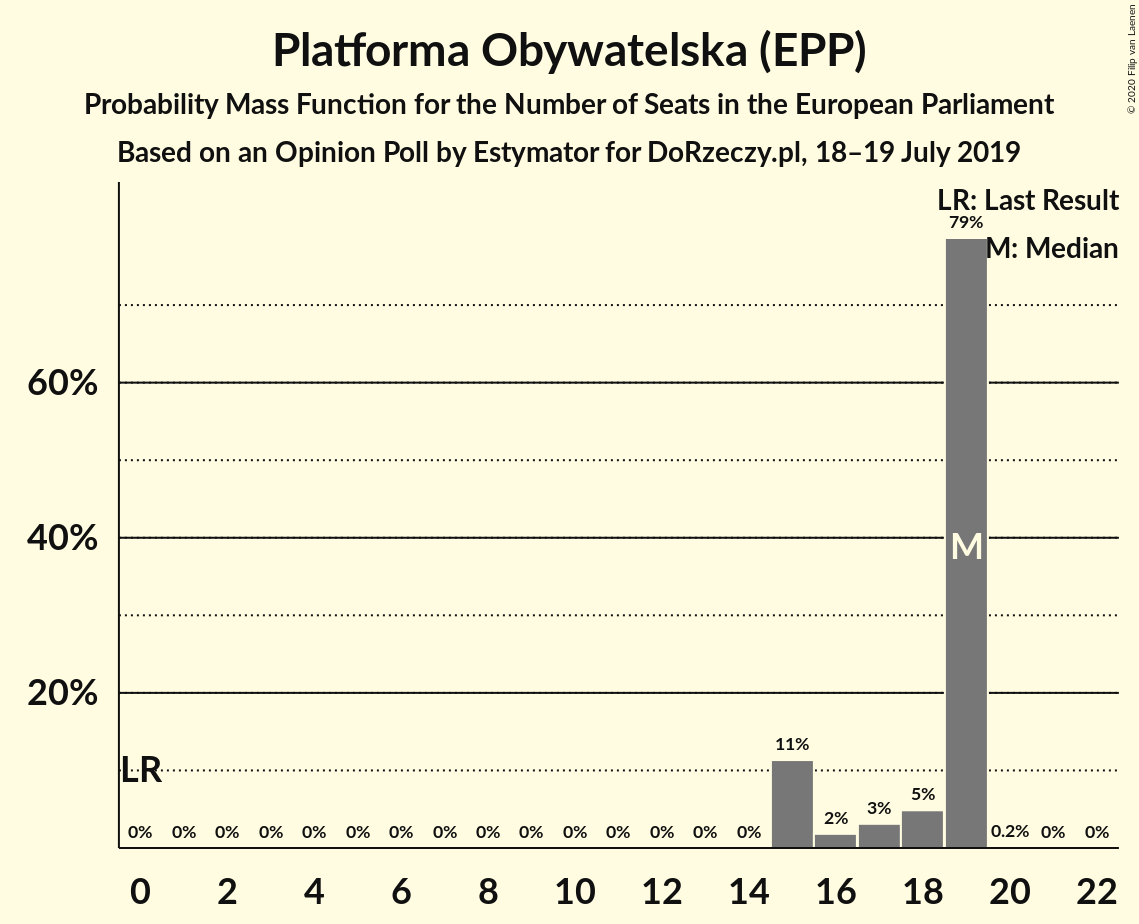 Platforma Obywatelska (EPP)
Probability Mass Function for the Number of Seats in the European Parliament
Based on an Opinion Poll by Estymator for DoRzeczy.pl, 18–19 July 2019
© 2020 Filip van Laenen
LR: Last Result
M: Median
79%
60%
40%
M
20%
LR
0% 0% 0% 0% 0% 0% 0% 0% 0% 0% 0% 0% 0% 0% 0% 11% 2% 3% 5% 0.2% 0% 0%
0 2 4 6 8 10 12 14 16 18 20 22